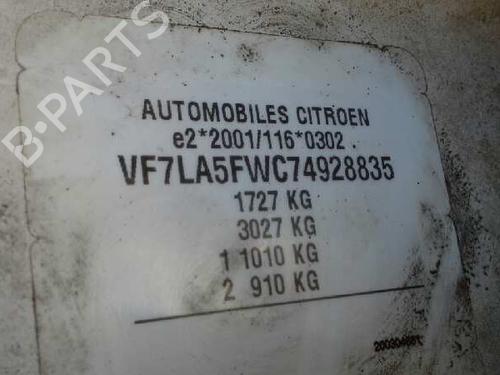 B-PARTS
AUTOMOBILES CITROEN
e2*2001/116*0302
VF7LA5FWC74928835
1727 KG
3027 KG
1 1010 KG
2 910 KG